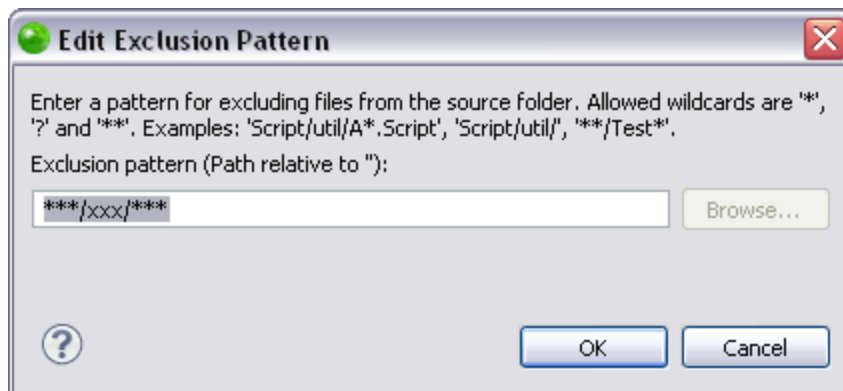 Edit Exclusion Pattern
Enter a pattern for excluding files from the source folder. Allowed wildcards are '*',
'?' and '**'. Examples: 'Script/util/A*.Script', 'Script/util/', '**/Test*'.
Exclusion pattern (Path relative to ''):
***/xxx/***
Browse...
?
OK
Cancel